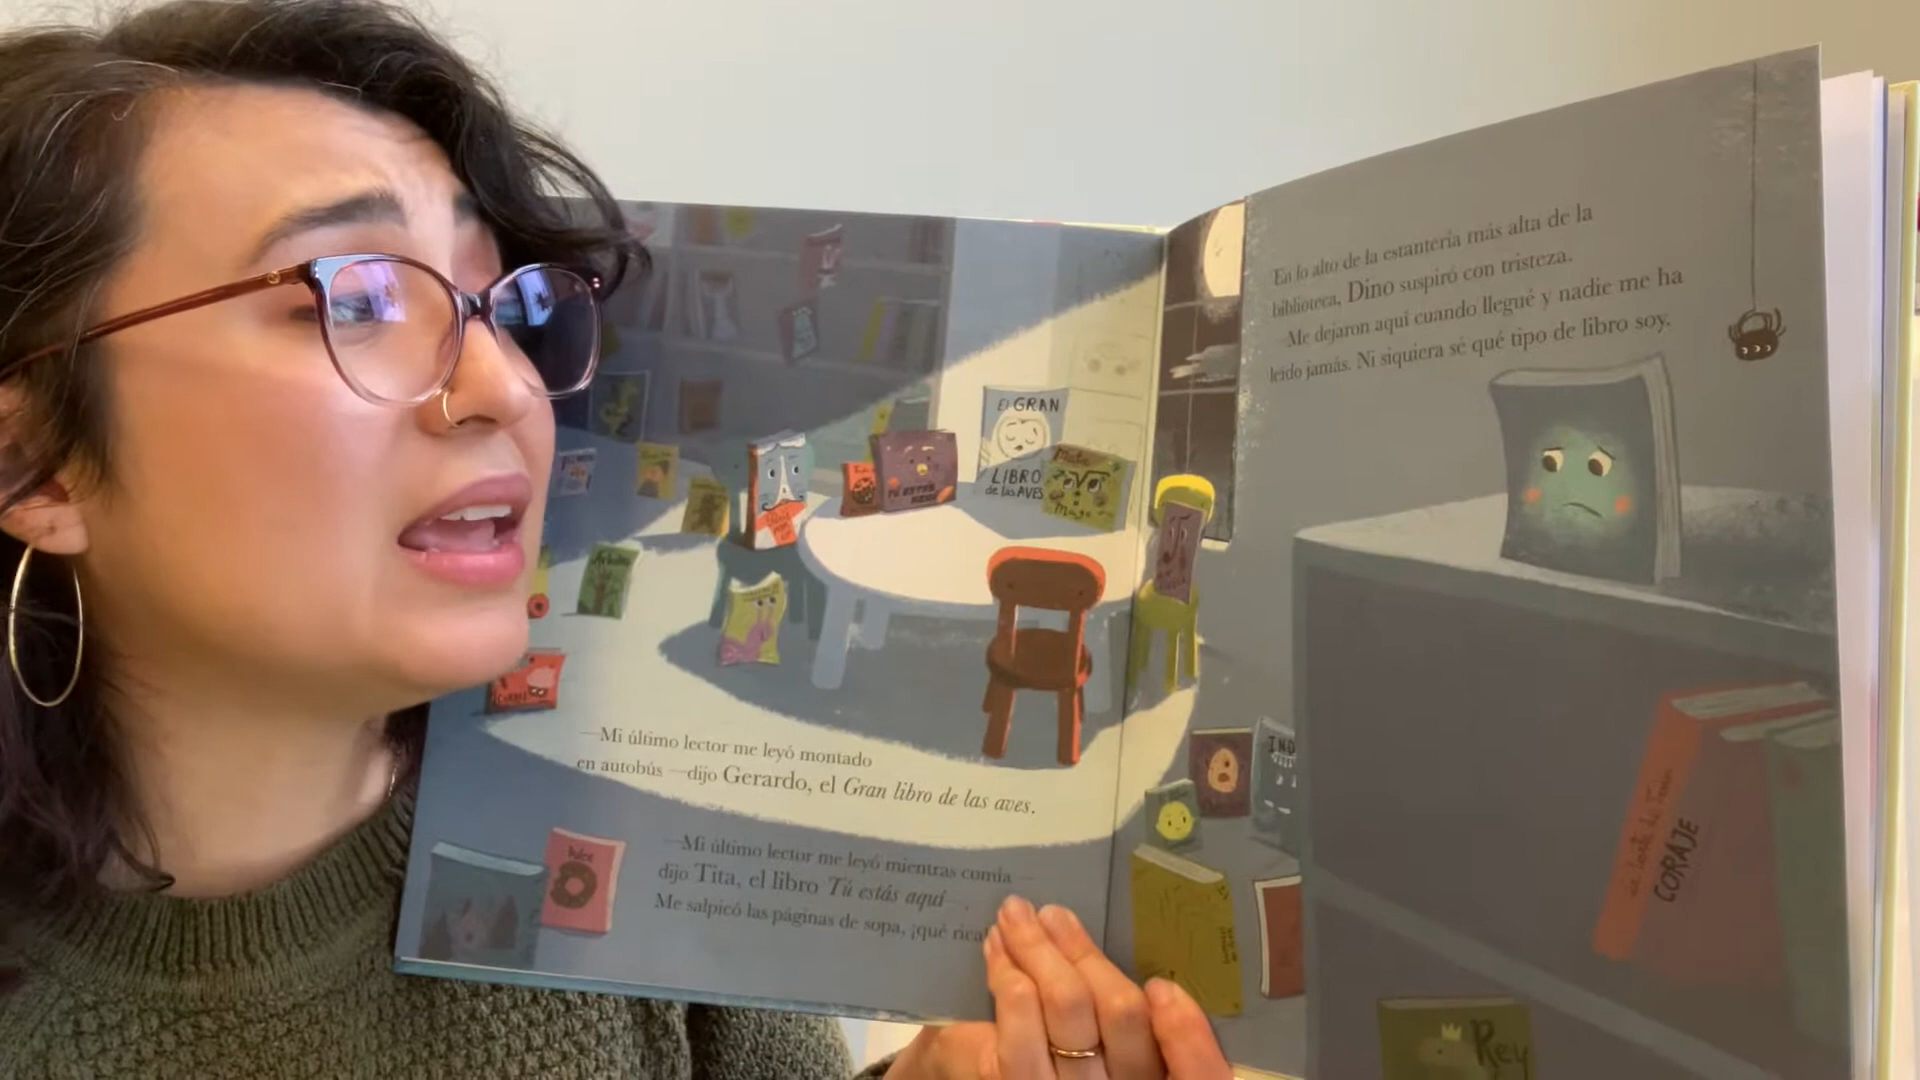 El GRAN
LIBRO
de las AVES
Mago
—Mi último lector me leyó montado
en autobús —dijo Gerardo, el Gran libro de las aves.
—Mi último lector me leyó mientras comía —
dijo Tita, el libro Tú estás aquí—.
Me salpicó las páginas de sopa, ¡qué rica!
En lo alto de la estantería más alta de la
biblioteca, Dino suspiró con tristeza.
—Me dejaron aquí cuando llegué y nadie me ha
leído jamás. Ni siquiera sé qué tipo de libro soy.
CORAJE
Rey